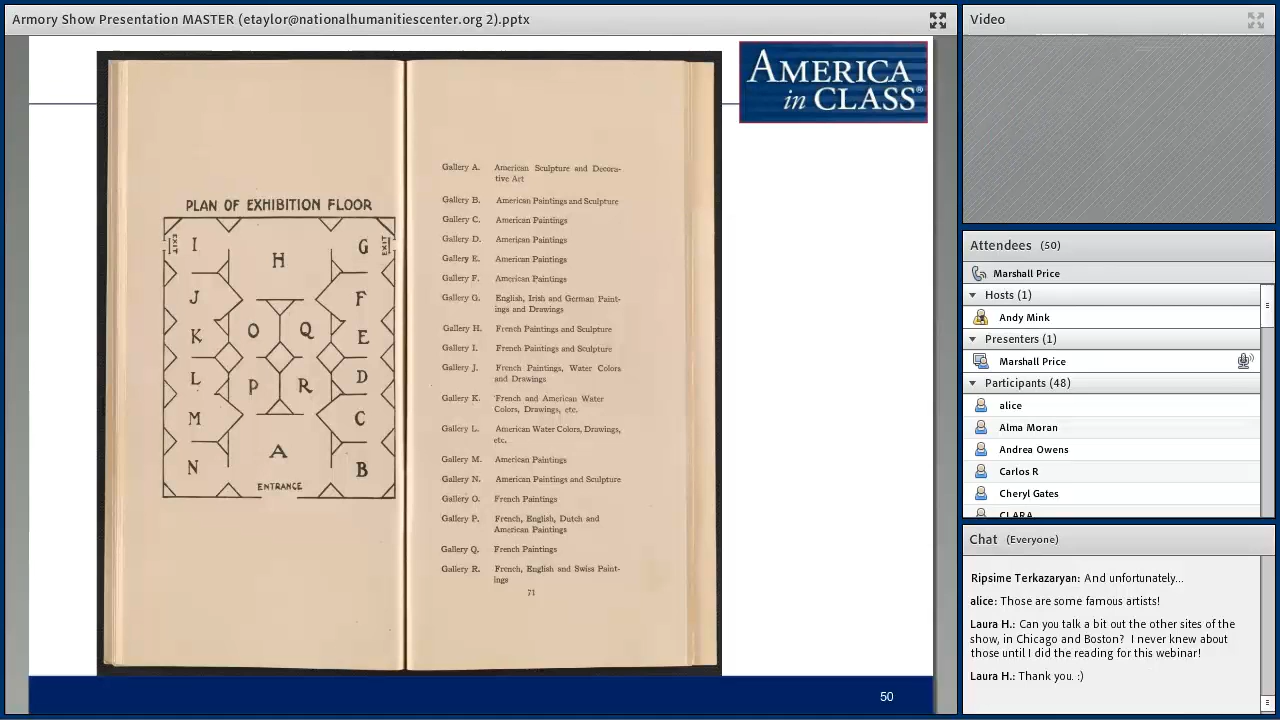 Armory Show Presentation MASTER (etaylor@nationalhumanitiescenter.org 2).pptx
AMERICA
in CLASS®
PLAN OF EXHIBITION FLOOR
EXIT
I
H
G
EXIT
J
F
K
O
Q
E
L
P
R
D
M
C
A
N
B
ENTRANCE
Gallery A. American Sculpture and Decora-
tive Art
Gallery B. American Paintings and Sculpture
Gallery C. American Paintings
Gallery D. American Paintings
Gallery E. American Paintings
Gallery F. American Paintings
Gallery G. English, Irish and German Paint-
ings and Drawings
Gallery H. French Paintings and Sculpture
Gallery I. French Paintings and Sculpture
Gallery J. French Paintings, Water Colors
and Drawings
Gallery K. French and American Water
Colors, Drawings, etc.
Gallery L. American Water Colors, Drawings,
etc.
Gallery M. American Paintings
Gallery N. American Paintings and Sculpture
Gallery O. French Paintings
Gallery P. French, English, Dutch and
American Paintings
Gallery Q. French Paintings
Gallery R. French, English and Swiss Paint-
ings
71
50
Video
Attendees (50)
Marshall Price
Hosts (1)
Andy Mink
Presenters (1)
Marshall Price
Participants (48)
alice
Alma Moran
Andrea Owens
Carlos R
Cheryl Gates
CLARA
Chat (Everyone)
Ripsime Terkazaryan: And unfortunately...
alice: Those are some famous artists!
Laura H.: Can you talk a bit out the other sites of the
show, in Chicago and Boston? I never knew about
those until I did the reading for this webinar!
Laura H.: Thank you. :)